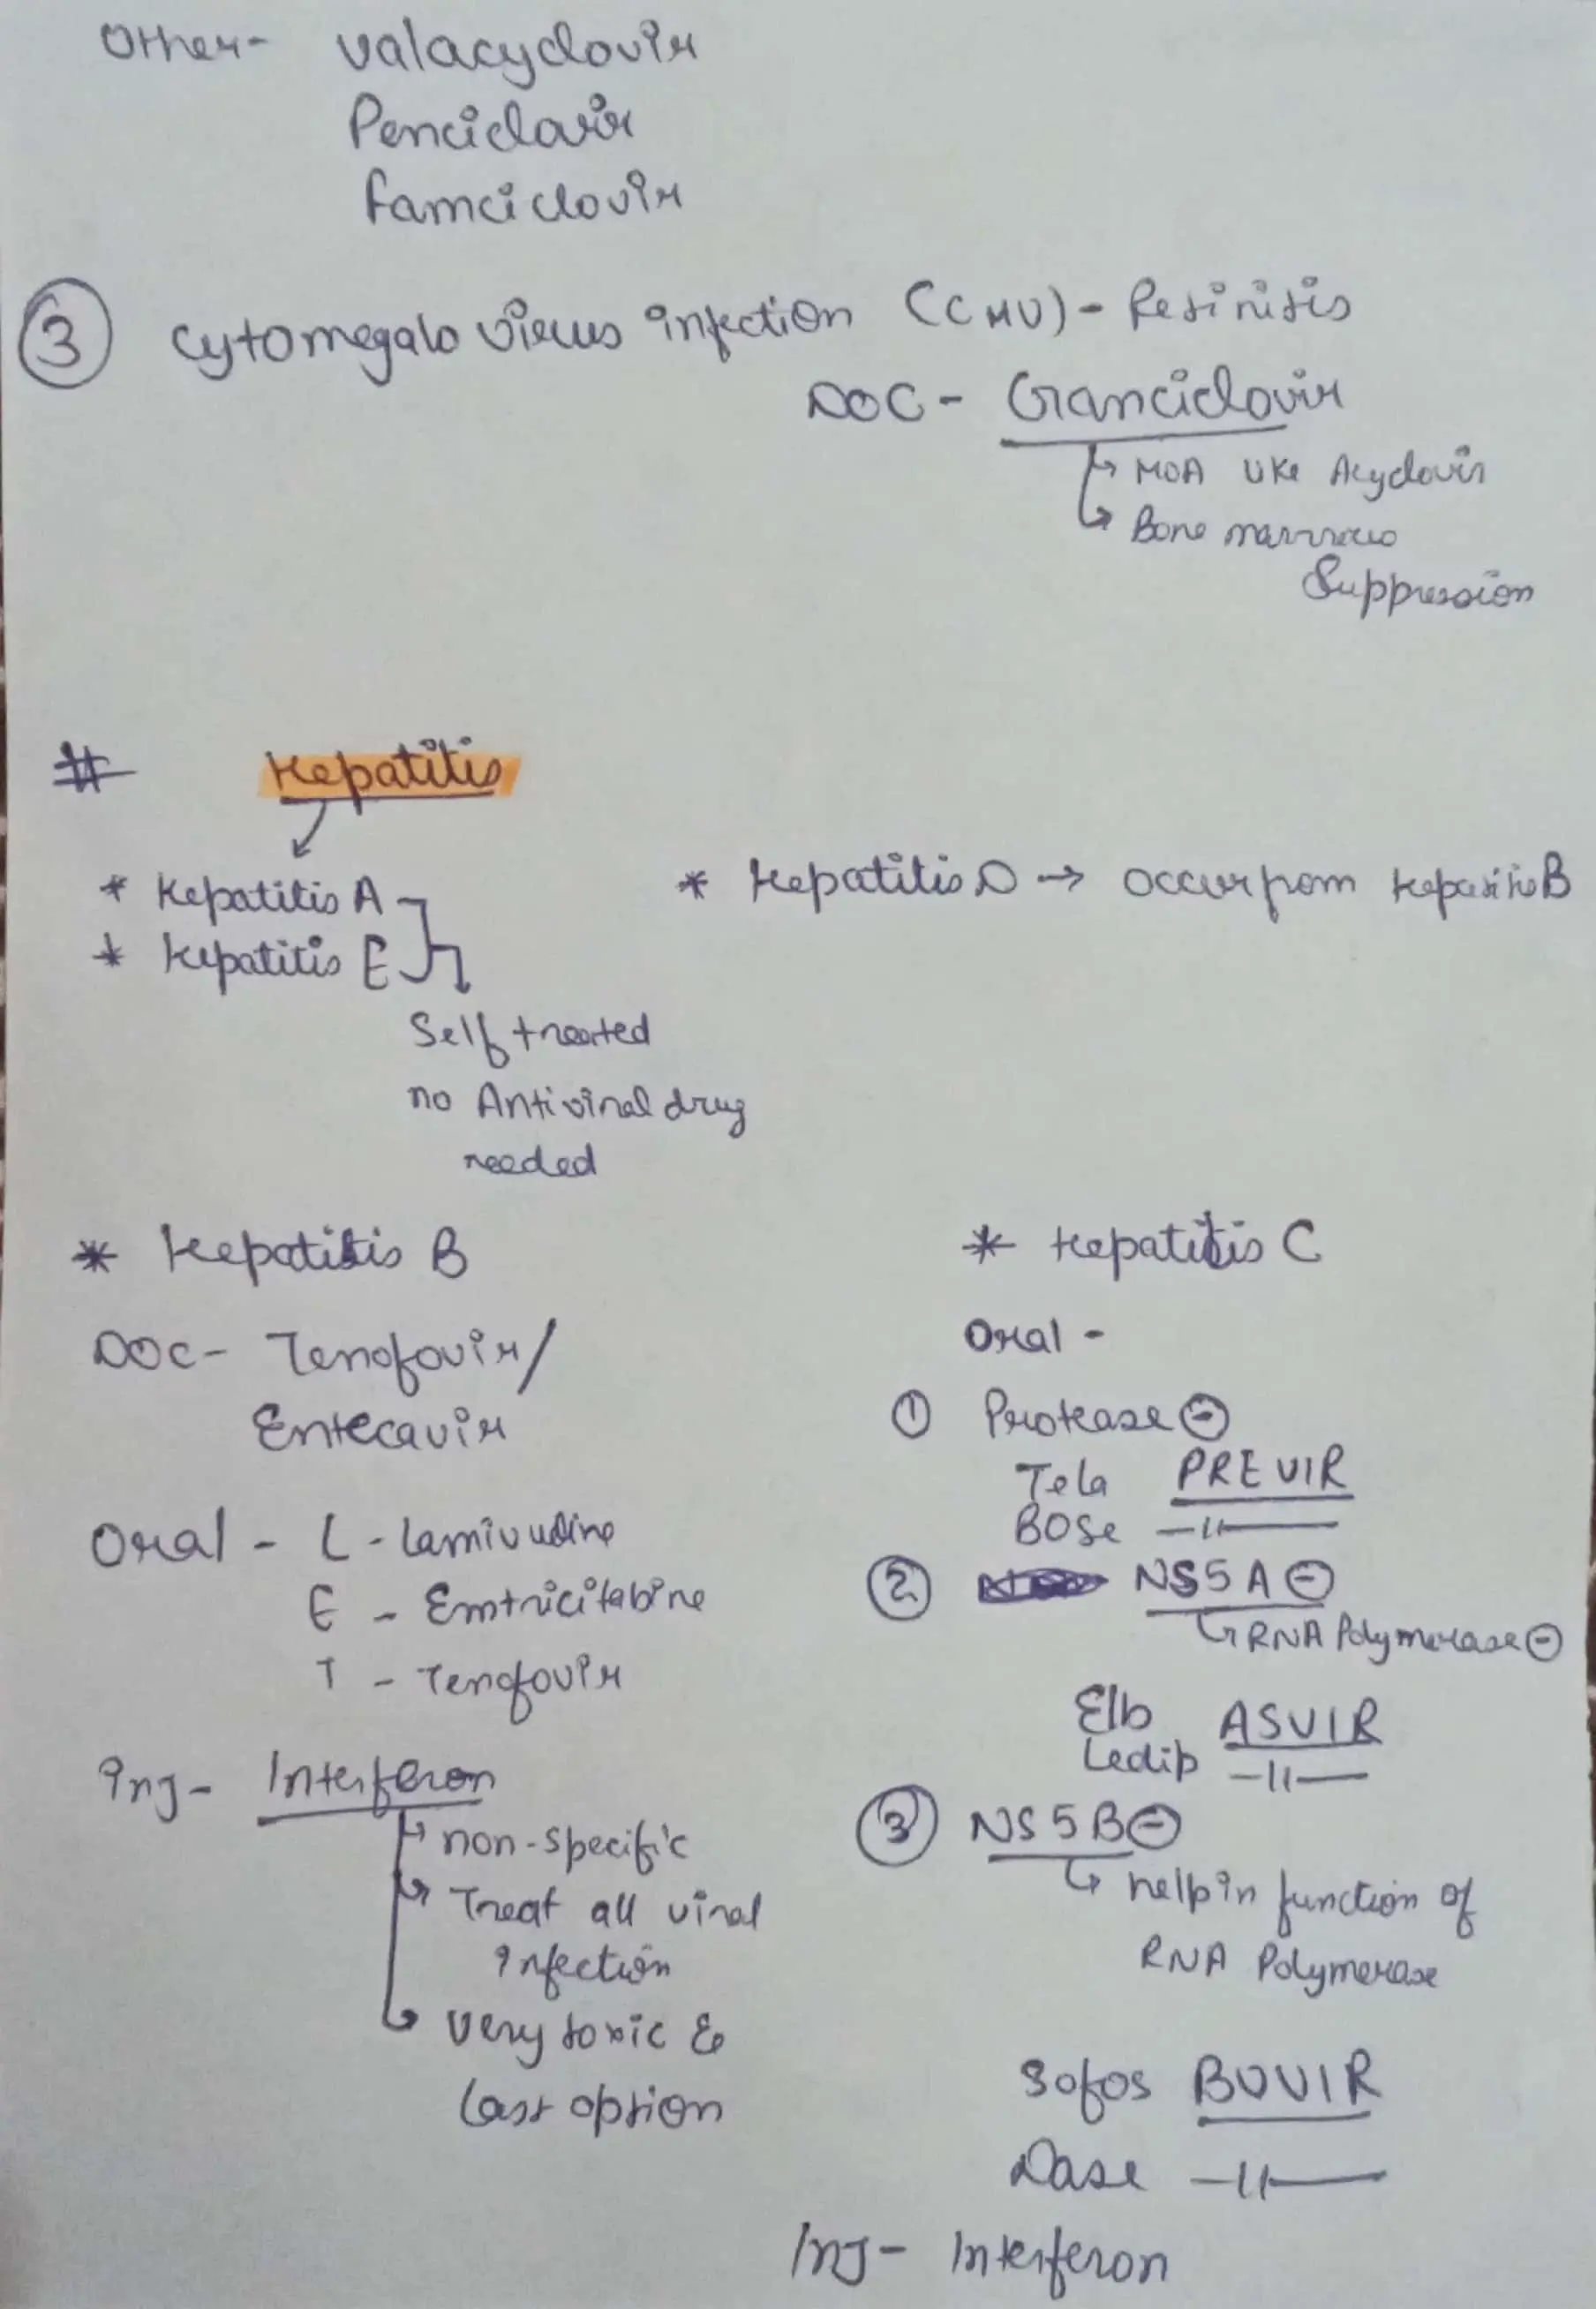 Other- valacyclovir
Penciclovir
famciclovir
③ cytomegalo virus infection (CMV) - Retinitis
DOC - Ganciclovir
↳ MOA like Acyclovir
↳ Bone marrow
Suppression
# Hepatitis
* Hepatitis A
* Hepatitis E
Self treated
no Antiviral drug
needed
* Hepatitis D → occur from Hepatitis B
* Hepatitis B
DOC- Tenofovir/
Entecavir
Oral - L - Lamivudine
E - Emtricitabine
T - Tenofovir
Inj- Interferon
↳ non-specific
↳ Treat all viral
infection
↳ very toxic &
last option
* Hepatitis C
Oral -
① Protease ⊖
Tela PREVIR
BOSe —〃—
② NS5A ⊖
↳ RNA Polymerase ⊖
Elb ASVIR
Ledip —〃—
③ NS5B ⊖
↳ help in function of
RNA Polymerase
Sofos BUVIR
Dase —〃—
Inj- Interferon